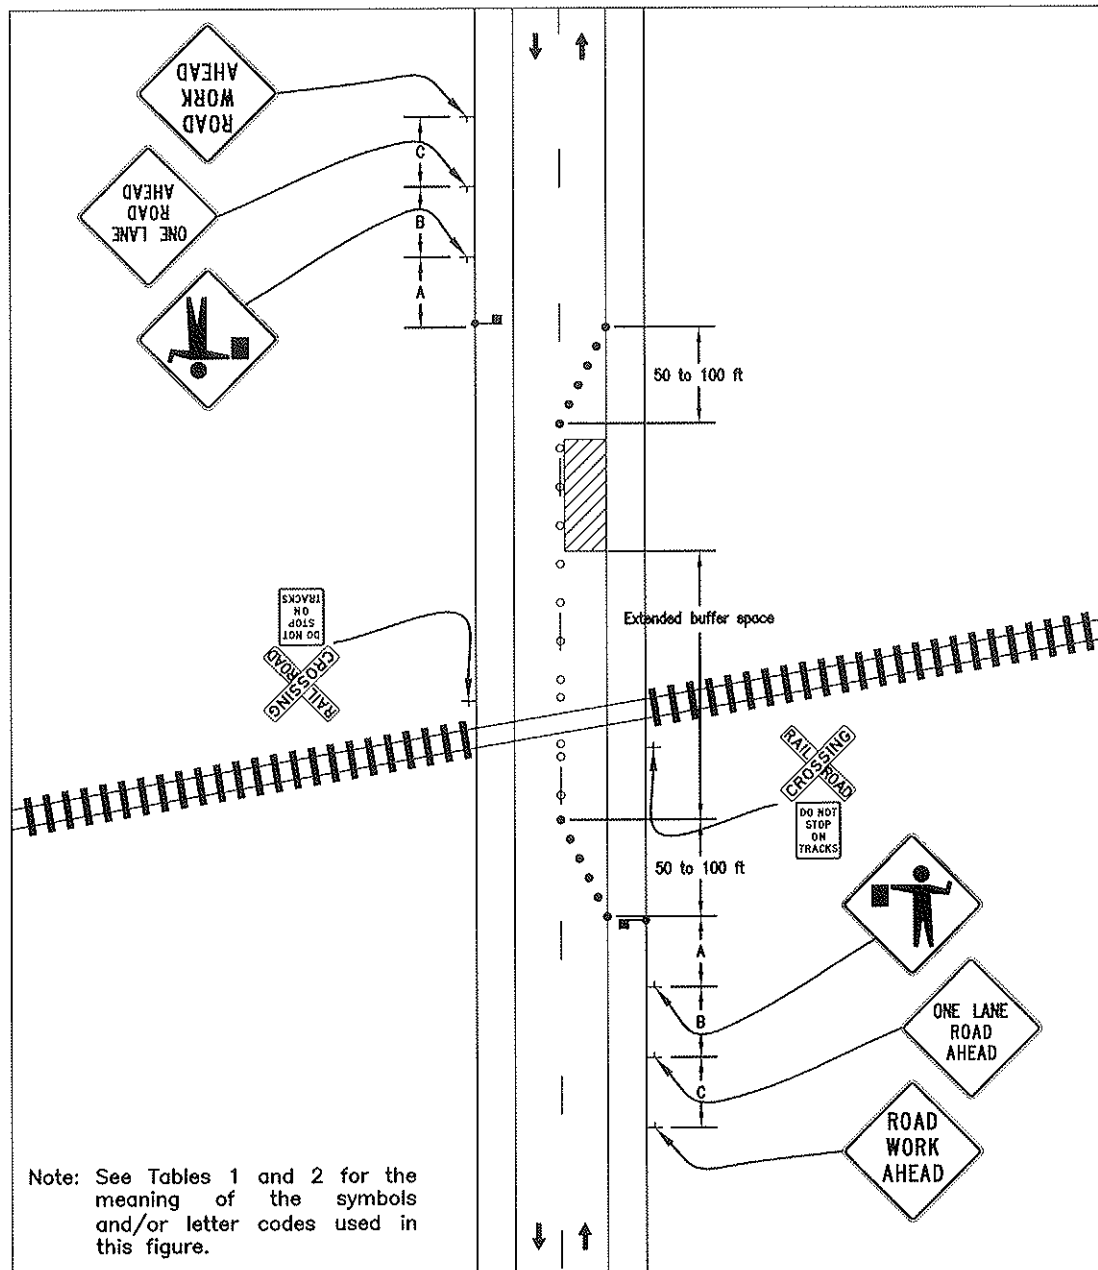 ROAD
WORK
AHEAD
C
ONE LANE
ROAD
AHEAD
B
A
50 to 100 ft
Extended buffer space
DO NOT
STOP
ON
TRACKS
RAILROAD
CROSSING
RAILROAD
CROSSING
DO NOT
STOP
ON
TRACKS
50 to 100 ft
A
B
ONE LANE
ROAD
AHEAD
C
ROAD
WORK
AHEAD
Note: See Tables 1 and 2 for the
meaning of the symbols
and/or letter codes used in
this figure.